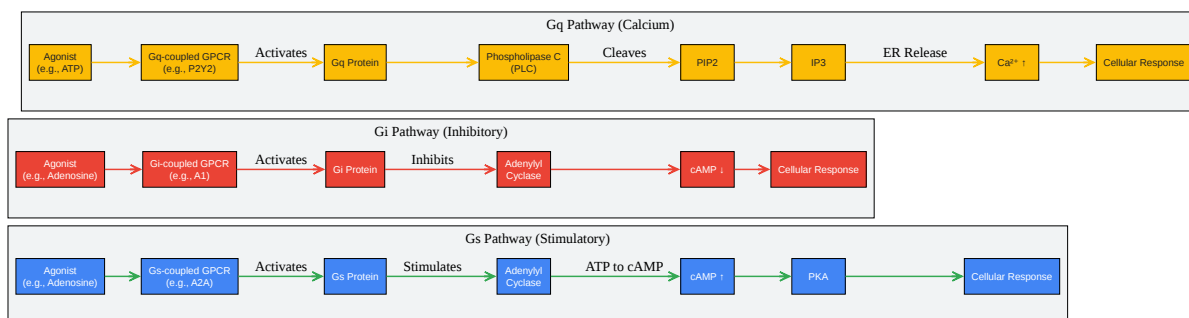 Gq Pathway (Calcium)
Agonist
(e.g., ATP)
Gq-coupled GPCR
(e.g., P2Y2)
Activates
Gq Protein
Phospholipase C
(PLC)
Cleaves
PIP2
IP3
ER Release
Ca²⁺ ↑
Cellular Response
Gi Pathway (Inhibitory)
Agonist
(e.g., Adenosine)
Gi-coupled GPCR
(e.g., A1)
Activates
Gi Protein
Inhibits
Adenylyl
Cyclase
cAMP ↓
Cellular Response
Gs Pathway (Stimulatory)
Agonist
(e.g., Adenosine)
Gs-coupled GPCR
(e.g., A2A)
Activates
Gs Protein
Stimulates
Adenylyl
Cyclase
ATP to cAMP
cAMP ↑
PKA
Cellular Response